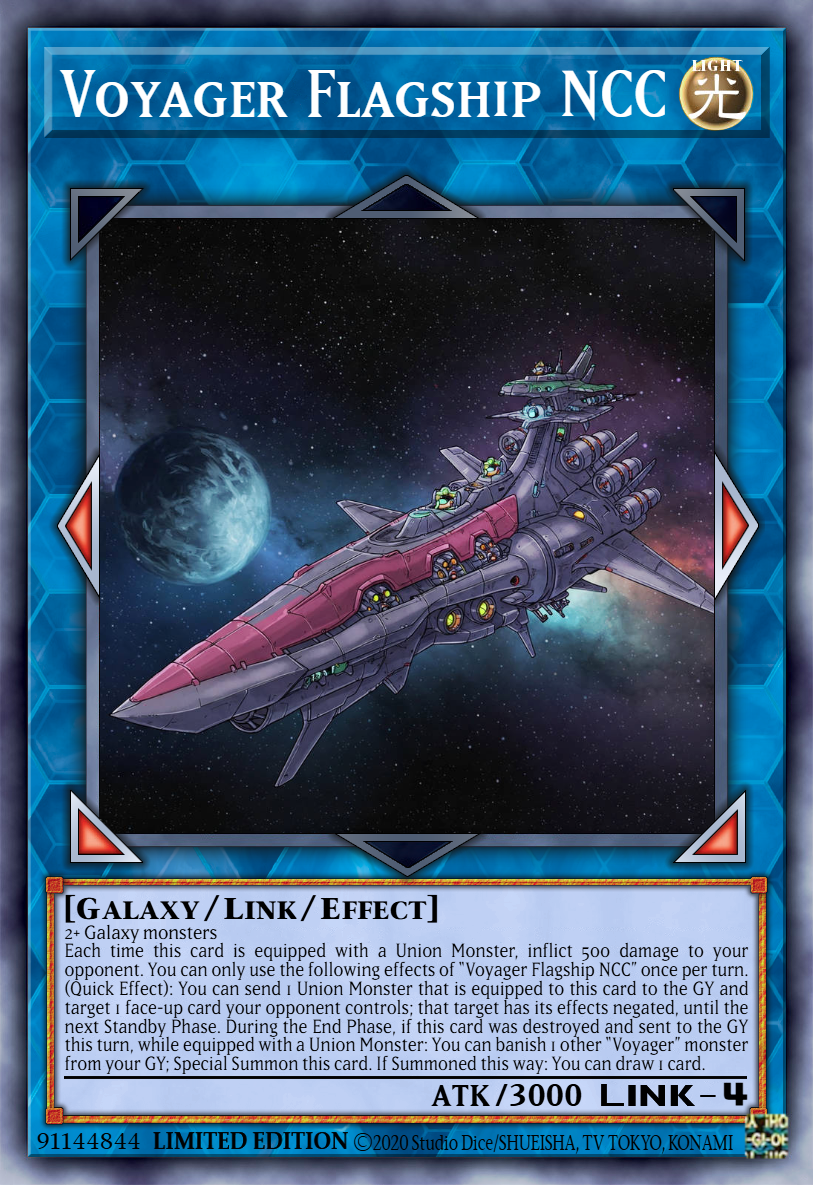 VOYAGER FLAGSHIP NCC
LIGHT
光
[GALAXY/LINK/EFFECT]
2+ Galaxy monsters
Each time this card is equipped with a Union Monster, inflict 500 damage to your
opponent. You can only use the following effects of "Voyager Flagship NCC" once per turn.
(Quick Effect): You can send 1 Union Monster that is equipped to this card to the GY and
target 1 face-up card your opponent controls; that target has its effects negated, until the
next Standby Phase. During the End Phase, if this card was destroyed and sent to the GY
this turn, while equipped with a Union Monster: You can banish 1 other "Voyager" monster
from your GY; Special Summon this card. If Summoned this way: You can draw 1 card.
ATK/3000 LINK-4
91144844 LIMITED EDITION ©2020 Studio Dice/SHUEISHA, TV TOKYO, KONAMI